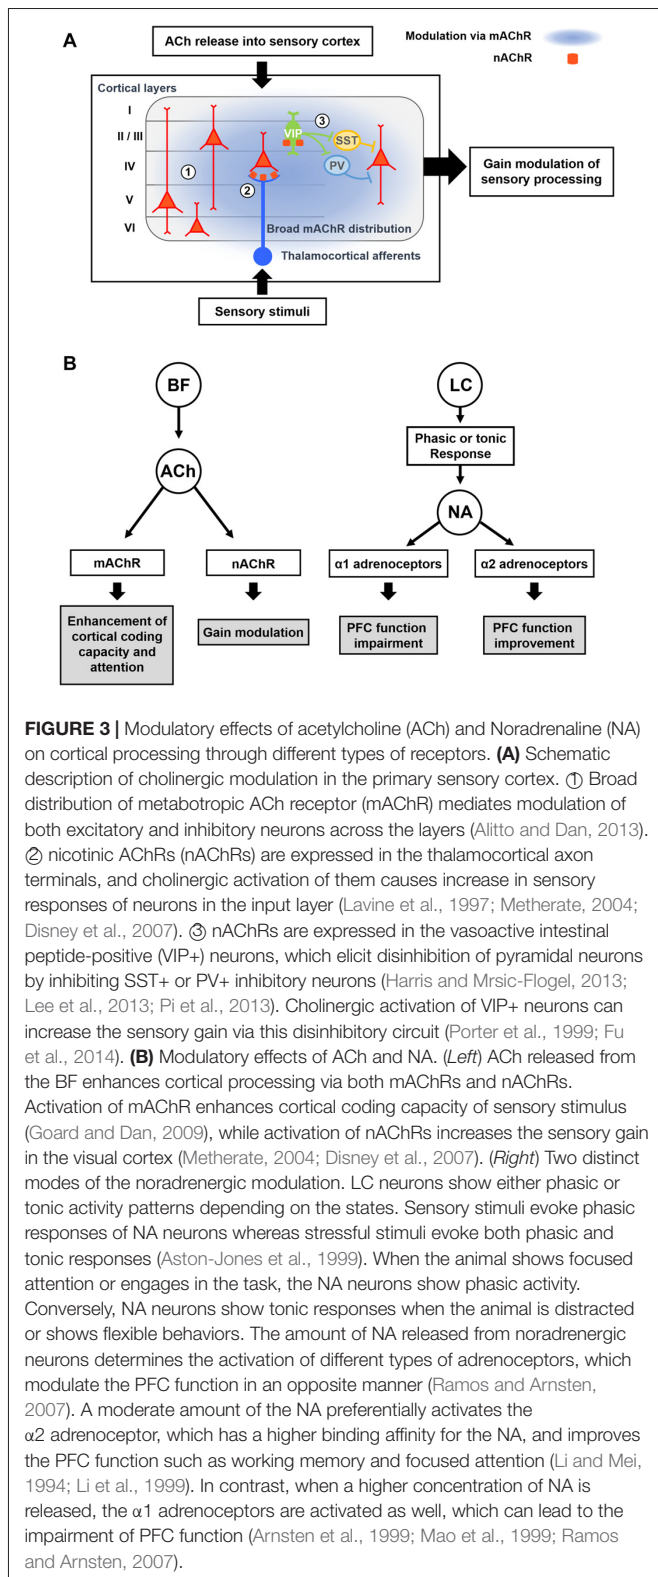 A
ACh release into sensory cortex
Modulation via mAChR
nAChR
Cortical layers
I
II / III
IV
V
VI
1
2
3
VIP
SST
PV
Broad mAChR distribution
Thalamocortical afferents
Gain modulation of
sensory processing
Sensory stimuli
B
BF
ACh
mAChR
nAChR
Enhancement of
cortical coding
capacity and
attention
Gain modulation
LC
Phasic or tonic
Response
NA
α1 adrenoceptors
α2 adrenoceptors
PFC function
impairment
PFC function
improvement
FIGURE 3 | Modulatory effects of acetylcholine (ACh) and Noradrenaline (NA)
on cortical processing through different types of receptors. (A) Schematic
description of cholinergic modulation in the primary sensory cortex. ① Broad
distribution of metabotropic ACh receptor (mAChR) mediates modulation of
both excitatory and inhibitory neurons across the layers (Alitto and Dan, 2013).
② nicotinic AChRs (nAChRs) are expressed in the thalamocortical axon
terminals, and cholinergic activation of them causes increase in sensory
responses of neurons in the input layer (Lavine et al., 1997; Metherate, 2004;
Disney et al., 2007). ③ nAChRs are expressed in the vasoactive intestinal
peptide-positive (VIP+) neurons, which elicit disinhibition of pyramidal neurons
by inhibiting SST+ or PV+ inhibitory neurons (Harris and Mrsic-Flogel, 2013;
Lee et al., 2013; Pi et al., 2013). Cholinergic activation of VIP+ neurons can
increase the sensory gain via this disinhibitory circuit (Porter et al., 1999; Fu
et al., 2014). (B) Modulatory effects of ACh and NA. (Left) ACh released from
the BF enhances cortical processing via both mAChRs and nAChRs.
Activation of mAChR enhances cortical coding capacity of sensory stimulus
(Goard and Dan, 2009), while activation of nAChRs increases the sensory gain
in the visual cortex (Metherate, 2004; Disney et al., 2007). (Right) Two distinct
modes of the noradrenergic modulation. LC neurons show either phasic or
tonic activity patterns depending on the states. Sensory stimuli evoke phasic
responses of NA neurons whereas stressful stimuli evoke both phasic and
tonic responses (Aston-Jones et al., 1999). When the animal shows focused
attention or engages in the task, the NA neurons show phasic activity.
Conversely, NA neurons show tonic responses when the animal is distracted
or shows flexible behaviors. The amount of NA released from noradrenergic
neurons determines the activation of different types of adrenoceptors, which
modulate the PFC function in an opposite manner (Ramos and Arnsten,
2007). A moderate amount of the NA preferentially activates the
α2 adrenoceptor, which has a higher binding affinity for the NA, and improves
the PFC function such as working memory and focused attention (Li and Mei,
1994; Li et al., 1999). In contrast, when a higher concentration of NA is
released, the α1 adrenoceptors are activated as well, which can lead to the
impairment of PFC function (Arnsten et al., 1999; Mao et al., 1999; Ramos
and Arnsten, 2007).